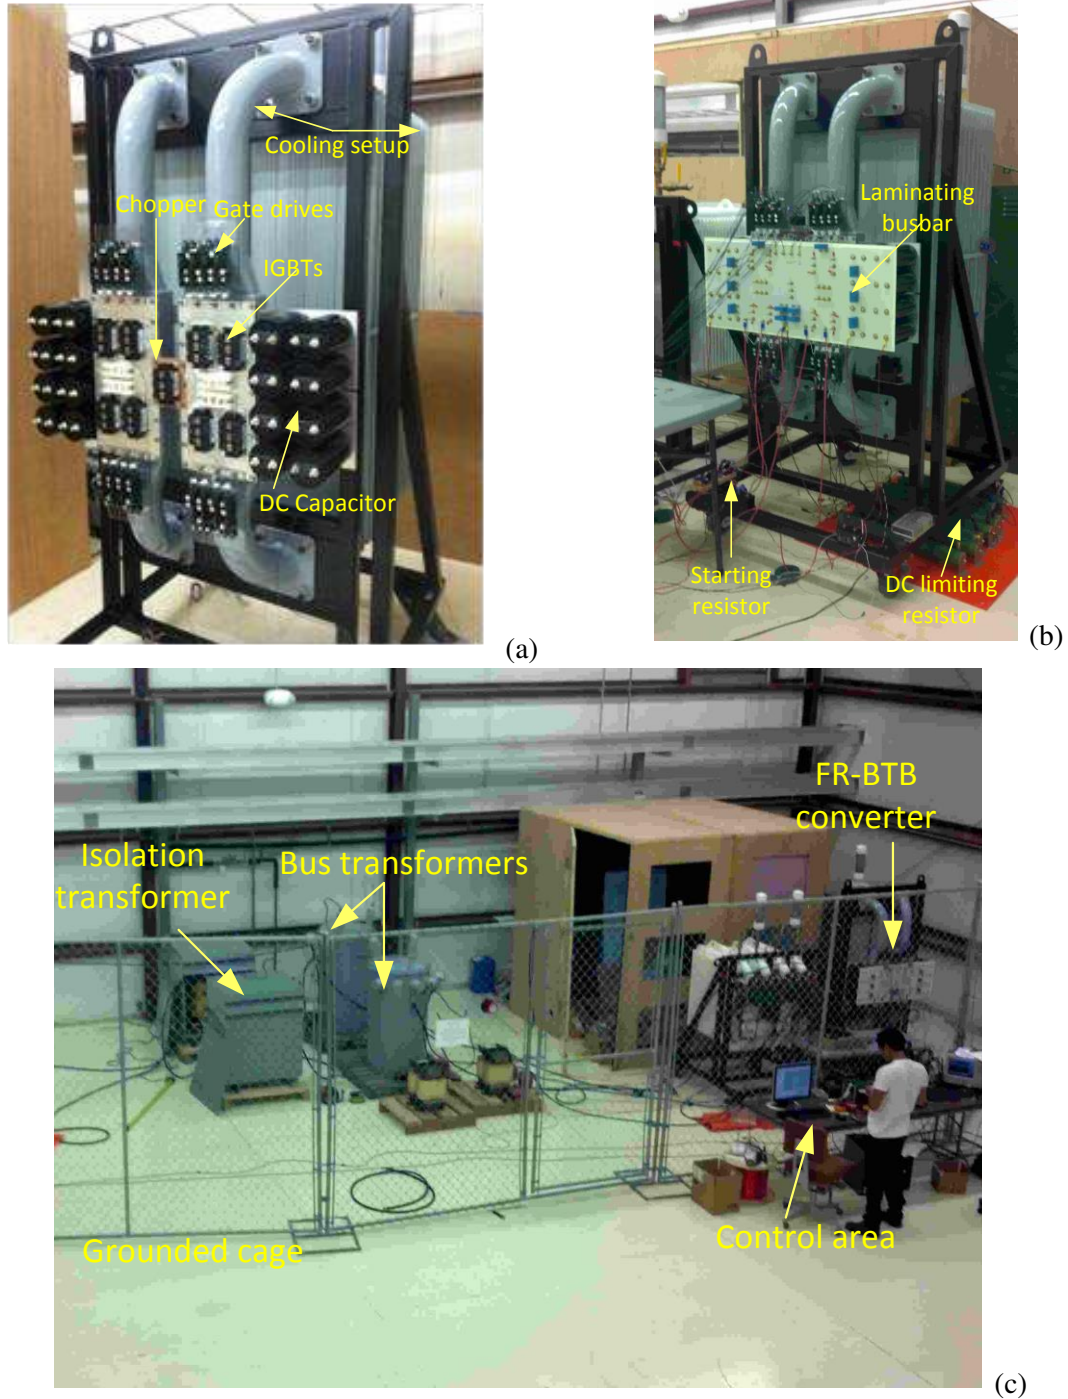 Cooling setup
Chopper
Gate drives
IGBTs
DC Capacitor
(a)
Laminating
busbar
Starting
resistor
DC limiting
resistor
(b)
FR-BTB
converter
Isolation
transformer
Bus transformers
Grounded cage
Control area
(c)